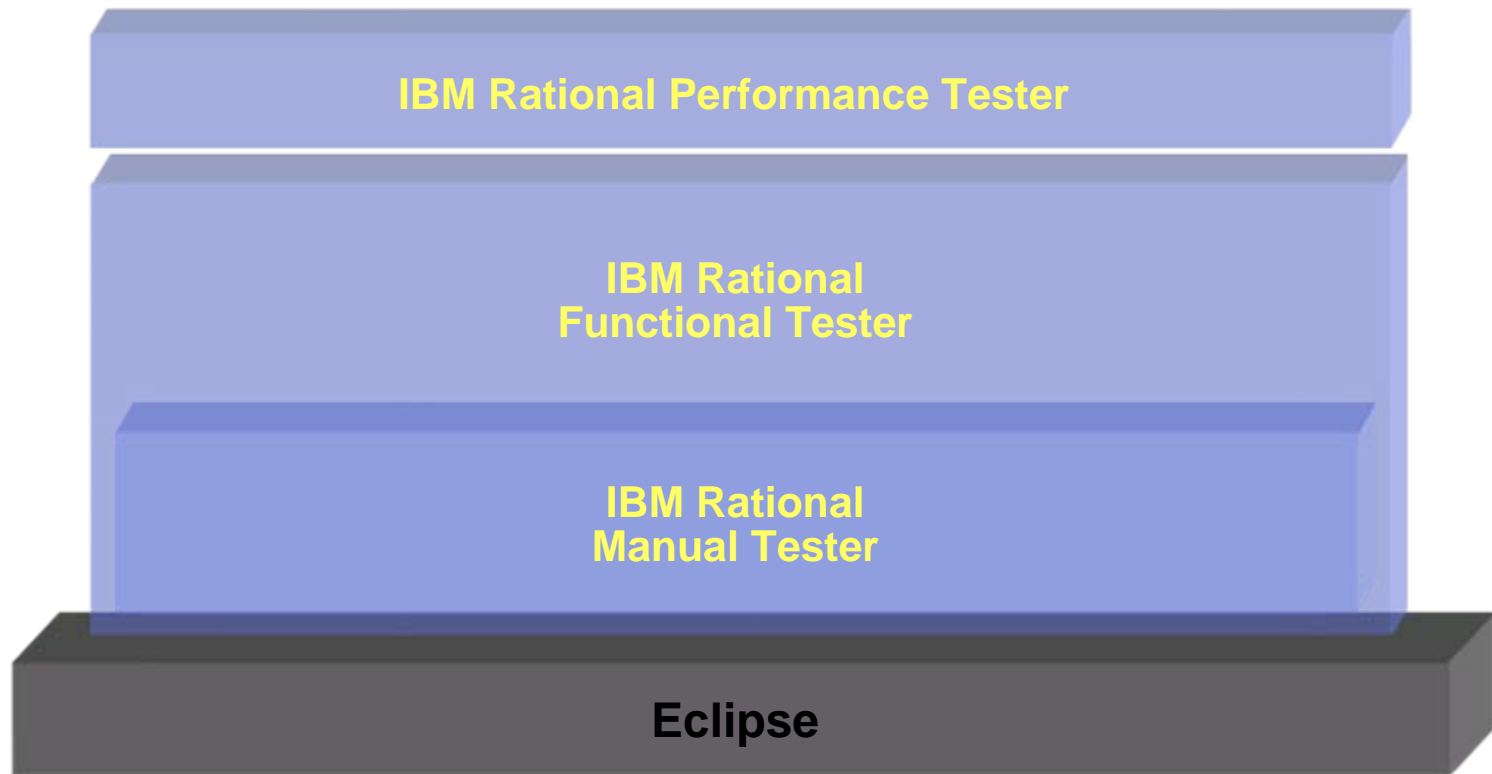 IBM Rational Performance Tester
IBM Rational
Functional Tester
IBM Rational
Manual Tester
Eclipse